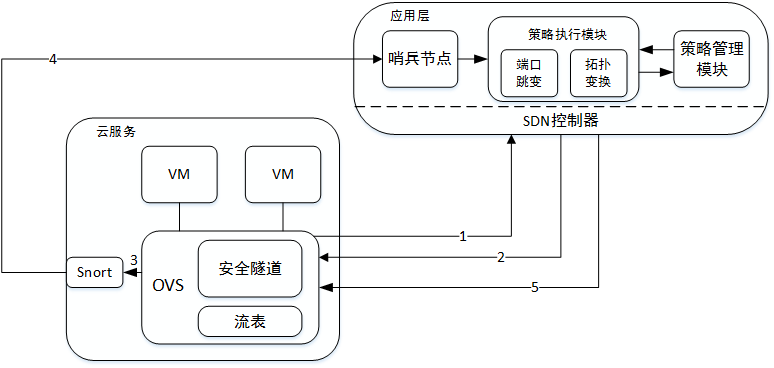 应用层
哨兵节点
策略执行模块
端口
跳变
拓扑
变换
策略管理
模块
SDN控制器
4
云服务
VM
VM
1
2
3
Snort
OVS
安全隧道
5
流表